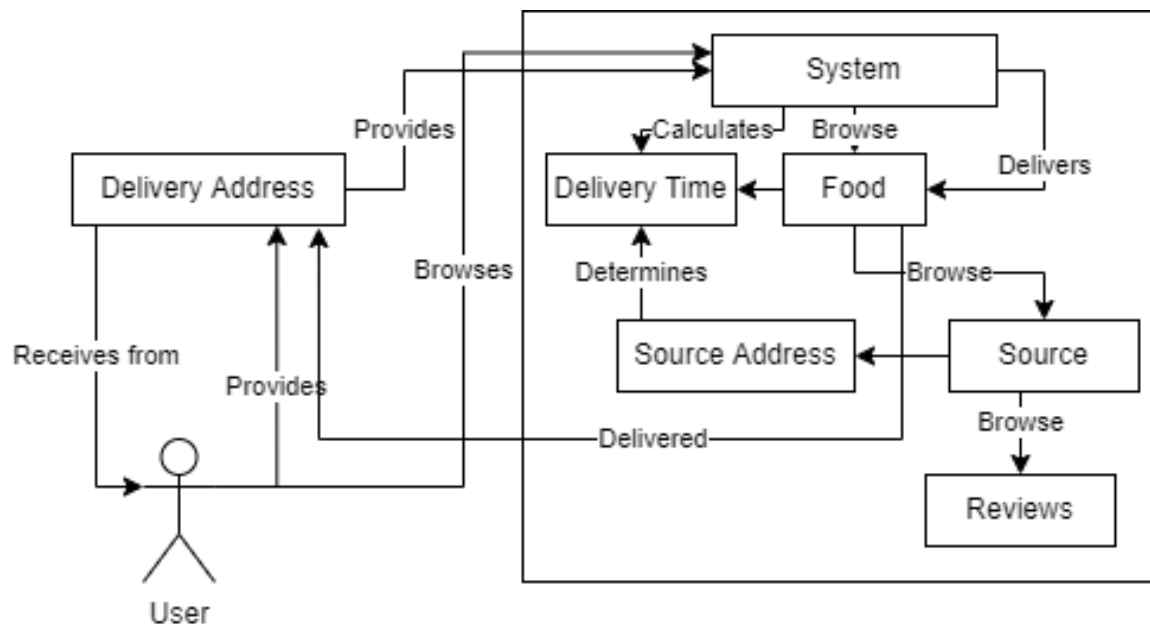 System
Provides
Calculates
Browse
Delivery Address
Delivery Time
Food
Delivers
Browses
Determines
Browse
Receives from
Provides
Source Address
Source
Browse
Delivered
Reviews
User